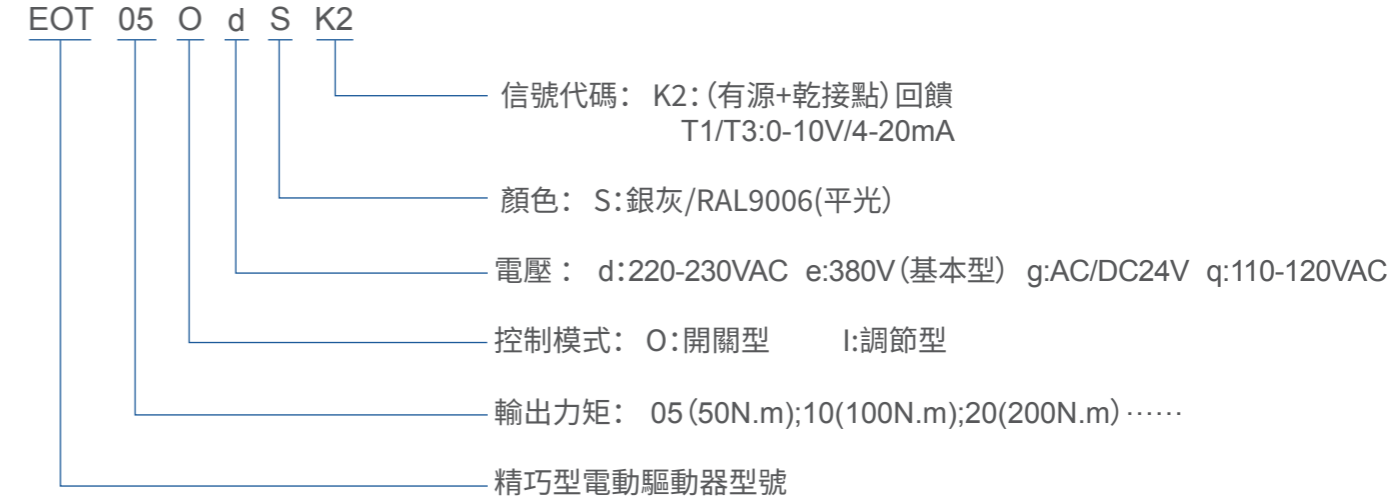 EOT 05 O d S K2
信號代碼： K2：（有源+乾接點）回饋
T1/T3:0-10V/4-20mA
顏色： S：銀灰/RAL9006(平光）
電壓： d：220-230VAC e:380V（基本型） g:AC/DC24V q:110-120VAC
控制模式： O：開關型 I:調節型
輸出力矩： 05（50N.m);10(100N.m);20(200N.m）……
精巧型電動驅動器型號